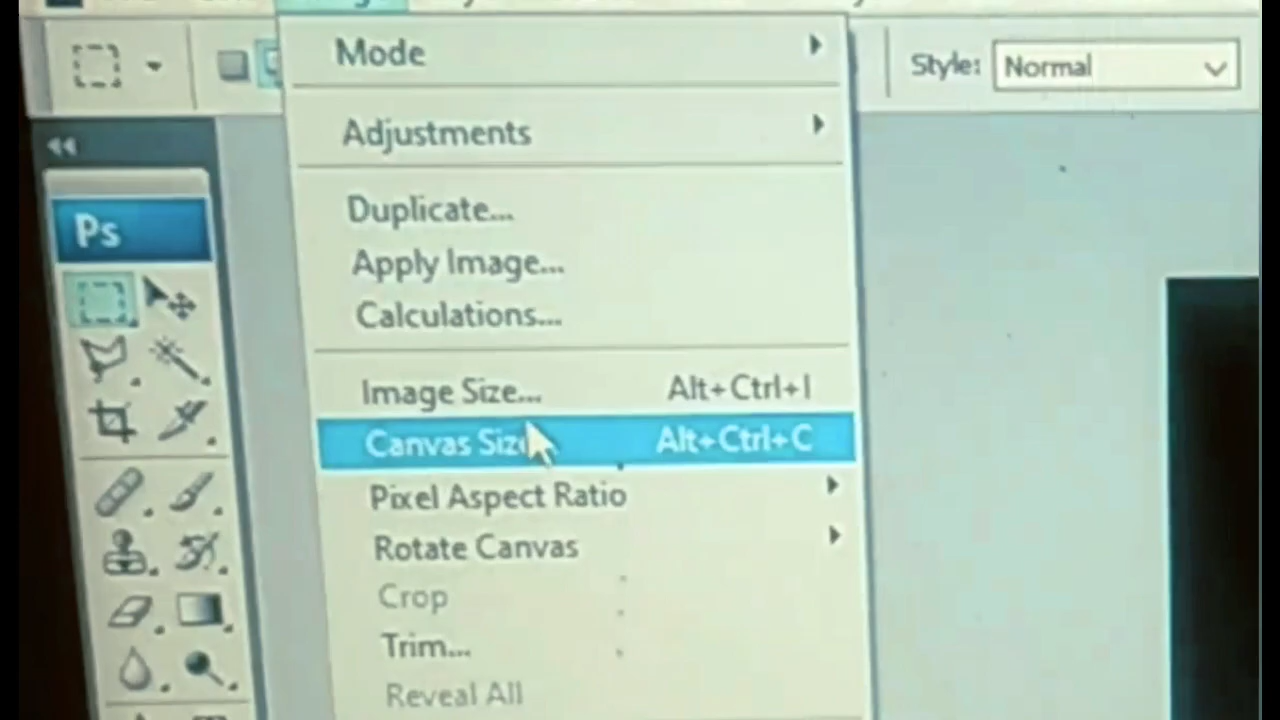 Mode
Style: Normal
Adjustments
Ps
Duplicate...
Apply Image...
Calculations...
Image Size... Alt+Ctrl+I
Canvas Size Alt+Ctrl+C
Pixel Aspect Ratio
Rotate Canvas
Crop
Trim...
Reveal All